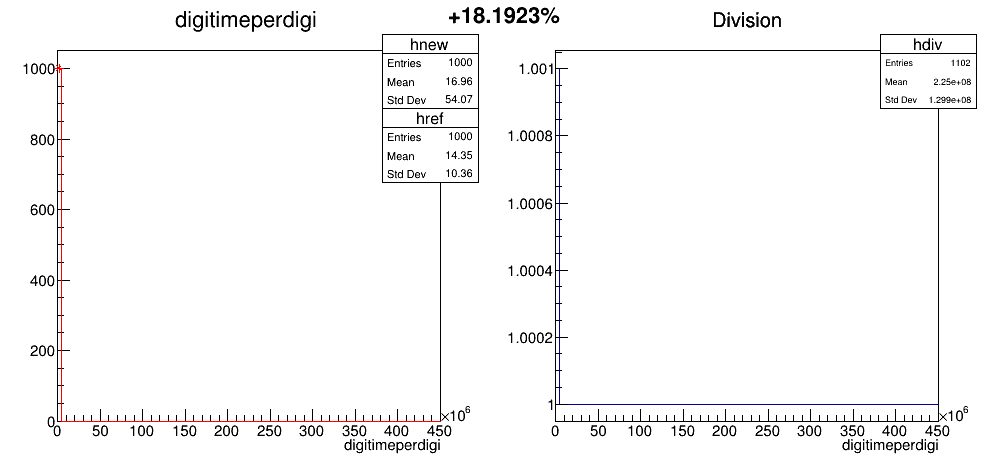 digitimeperdigi
+18.1923%
Division
hnew
Entries 1000
Mean 16.96
Std Dev 54.07
href
Entries 1000
Mean 14.35
Std Dev 10.36
1000
800
600
400
200
0
0 50 100 150 200 250 300 350 400 450
×10⁶
digitimeperdigi
hdiv
Entries 1102
Mean 2.25e+08
Std Dev 1.299e+08
1.001
1.0008
1.0006
1.0004
1.0002
1
0 50 100 150 200 250 300 350 400 450
×10⁶
digitimeperdigi